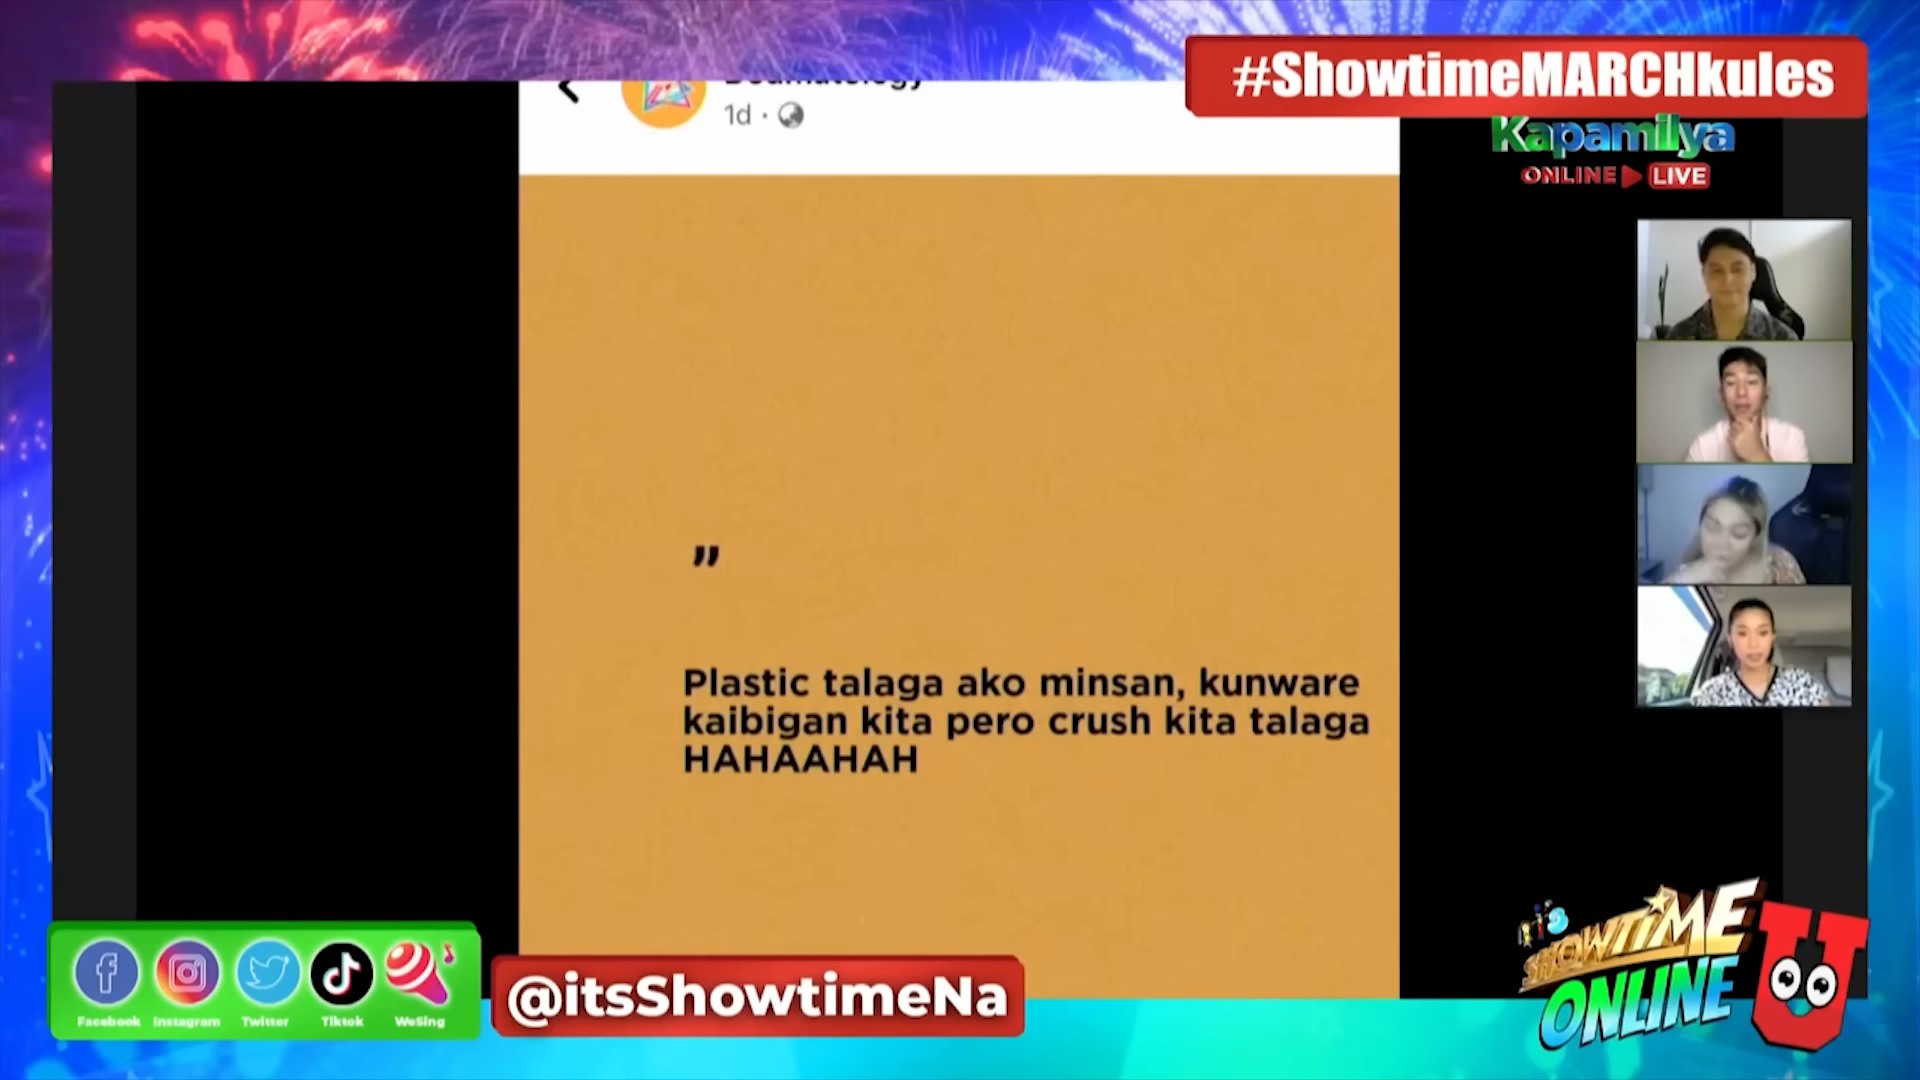 #ShowtimeMARCHkules
1d ·
Kapamilya
ONLINE LIVE
”
Plastic talaga ako minsan, kunware
kaibigan kita pero crush kita talaga
HAHAAHAH
it's
SHOWTIME
ONLINE U
Facebook Instagram Twitter Tiktok WeSing
@itsShowtimeNa